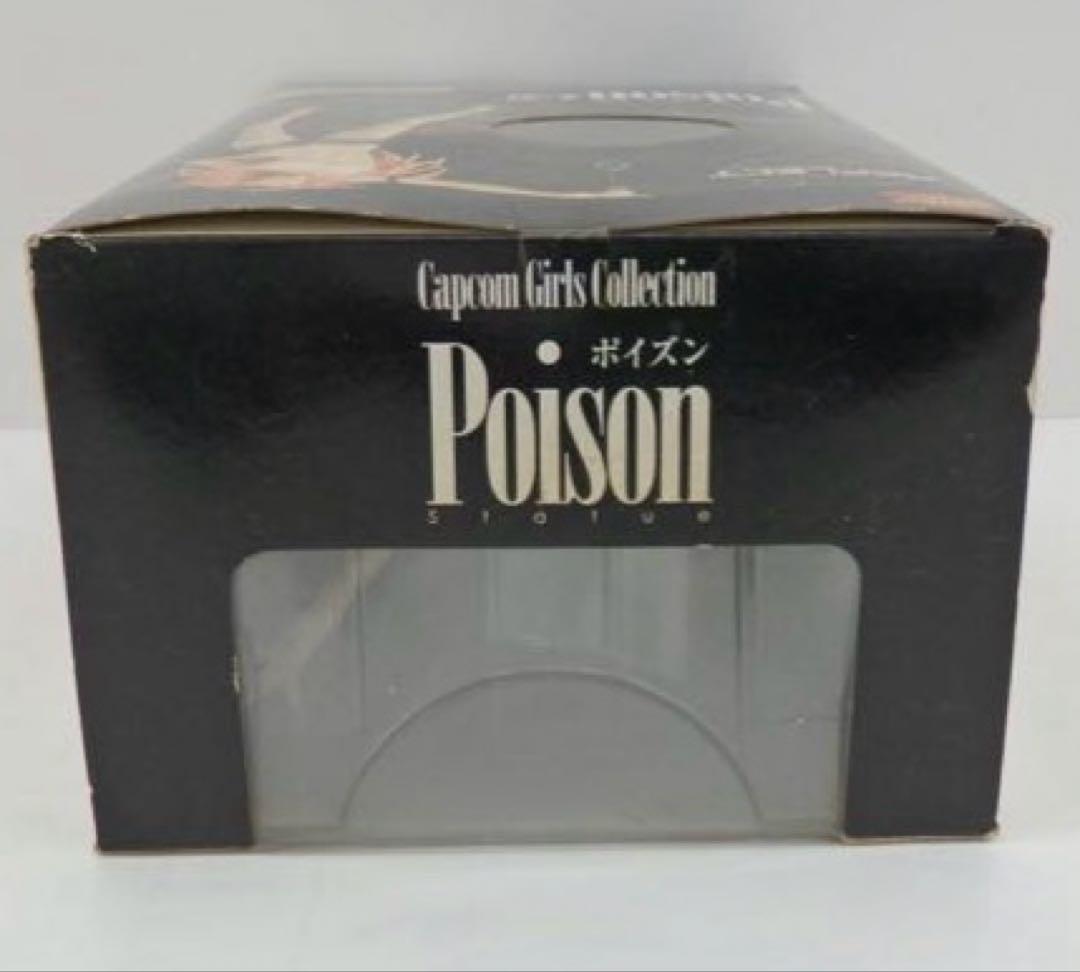 Capcom Girls Collection
ポイズン
Poison
Statue